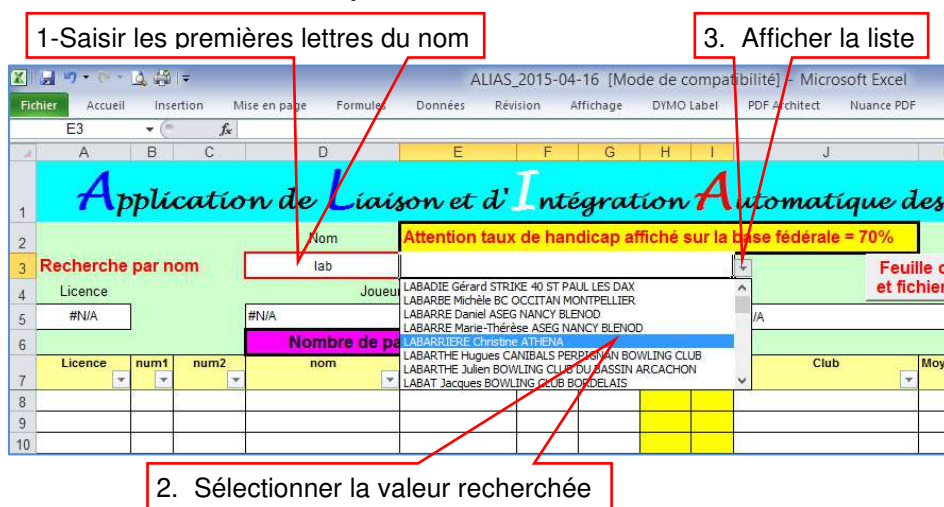 1-Saisir les premières lettres du nom
3. Afficher la liste
ALIAS_2015-04-16 [Mode de compatibilité] - Microsoft Excel
Fichier Accueil Insertion Mise en page Formules Données Révision Affichage DYMO Label PDF Architect Nuance PDF
E3 fx
A B C D E F G H I J
1 Application de Liaison et d' Intégration Automatique des
2 Nom Attention taux de handicap affiché sur la base fédérale = 70%
3 Recherche par nom lab Feuille
4 Licence Joueu et fichier
LABADIE Gérard STRIKE 40 ST PAUL LES DAX
LABARBE Michèle BC OCCITAN MONTPELLIER
5 #N/A #N/A /A
LABARRE Daniel ASEG NANCY BLENOD
LABARRE Marie-Thérèse ASEG NANCY BLENOD
6 Nombre de pa
LABARRIERE Christine ATHENA
LABARTHE Hugues CANIBALS PERPIGNAN BOWLING CLUB
LABARTHE Julien BOWLING CLUB DU BASSIN ARCACHON
LABAT Jacques BOWLING CLUB BORDELAIS
7 Licence num1 num2 nom Club Moy
8
9
10
2. Sélectionner la valeur recherchée